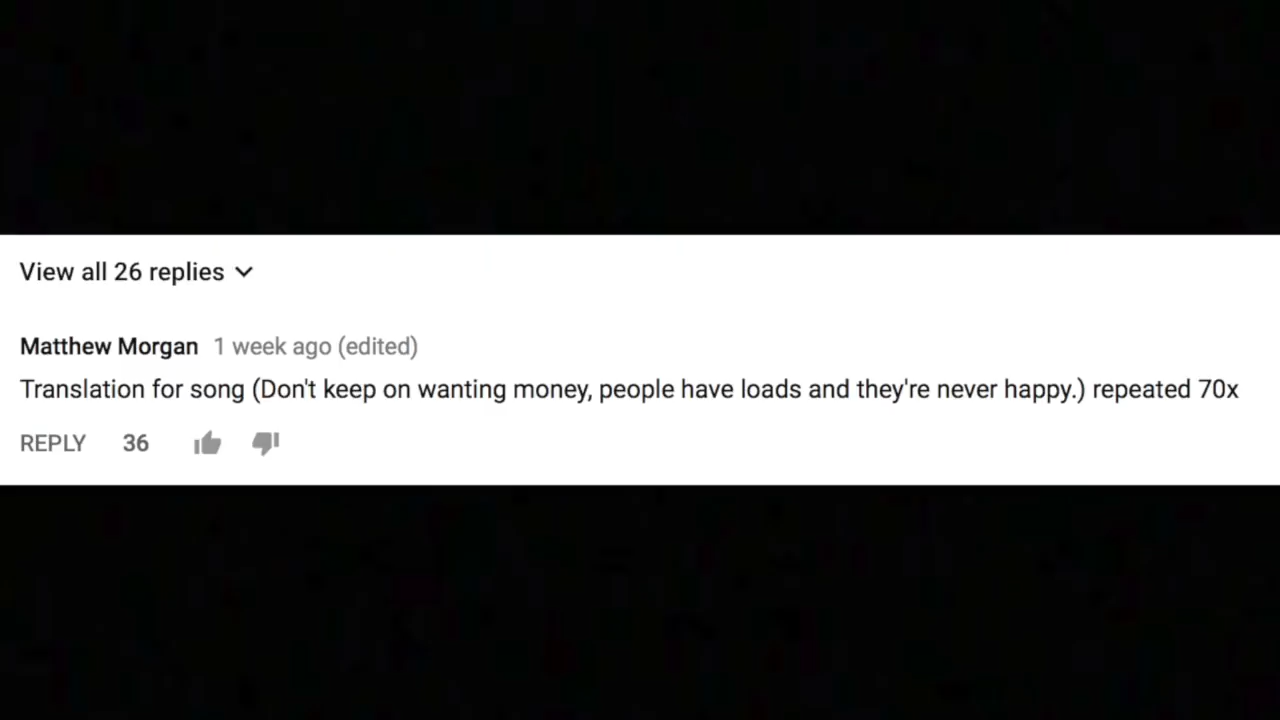 View all 26 replies
Matthew Morgan 1 week ago (edited)
Translation for song (Don't keep on wanting money, people have loads and they're never happy.) repeated 70x
REPLY 36